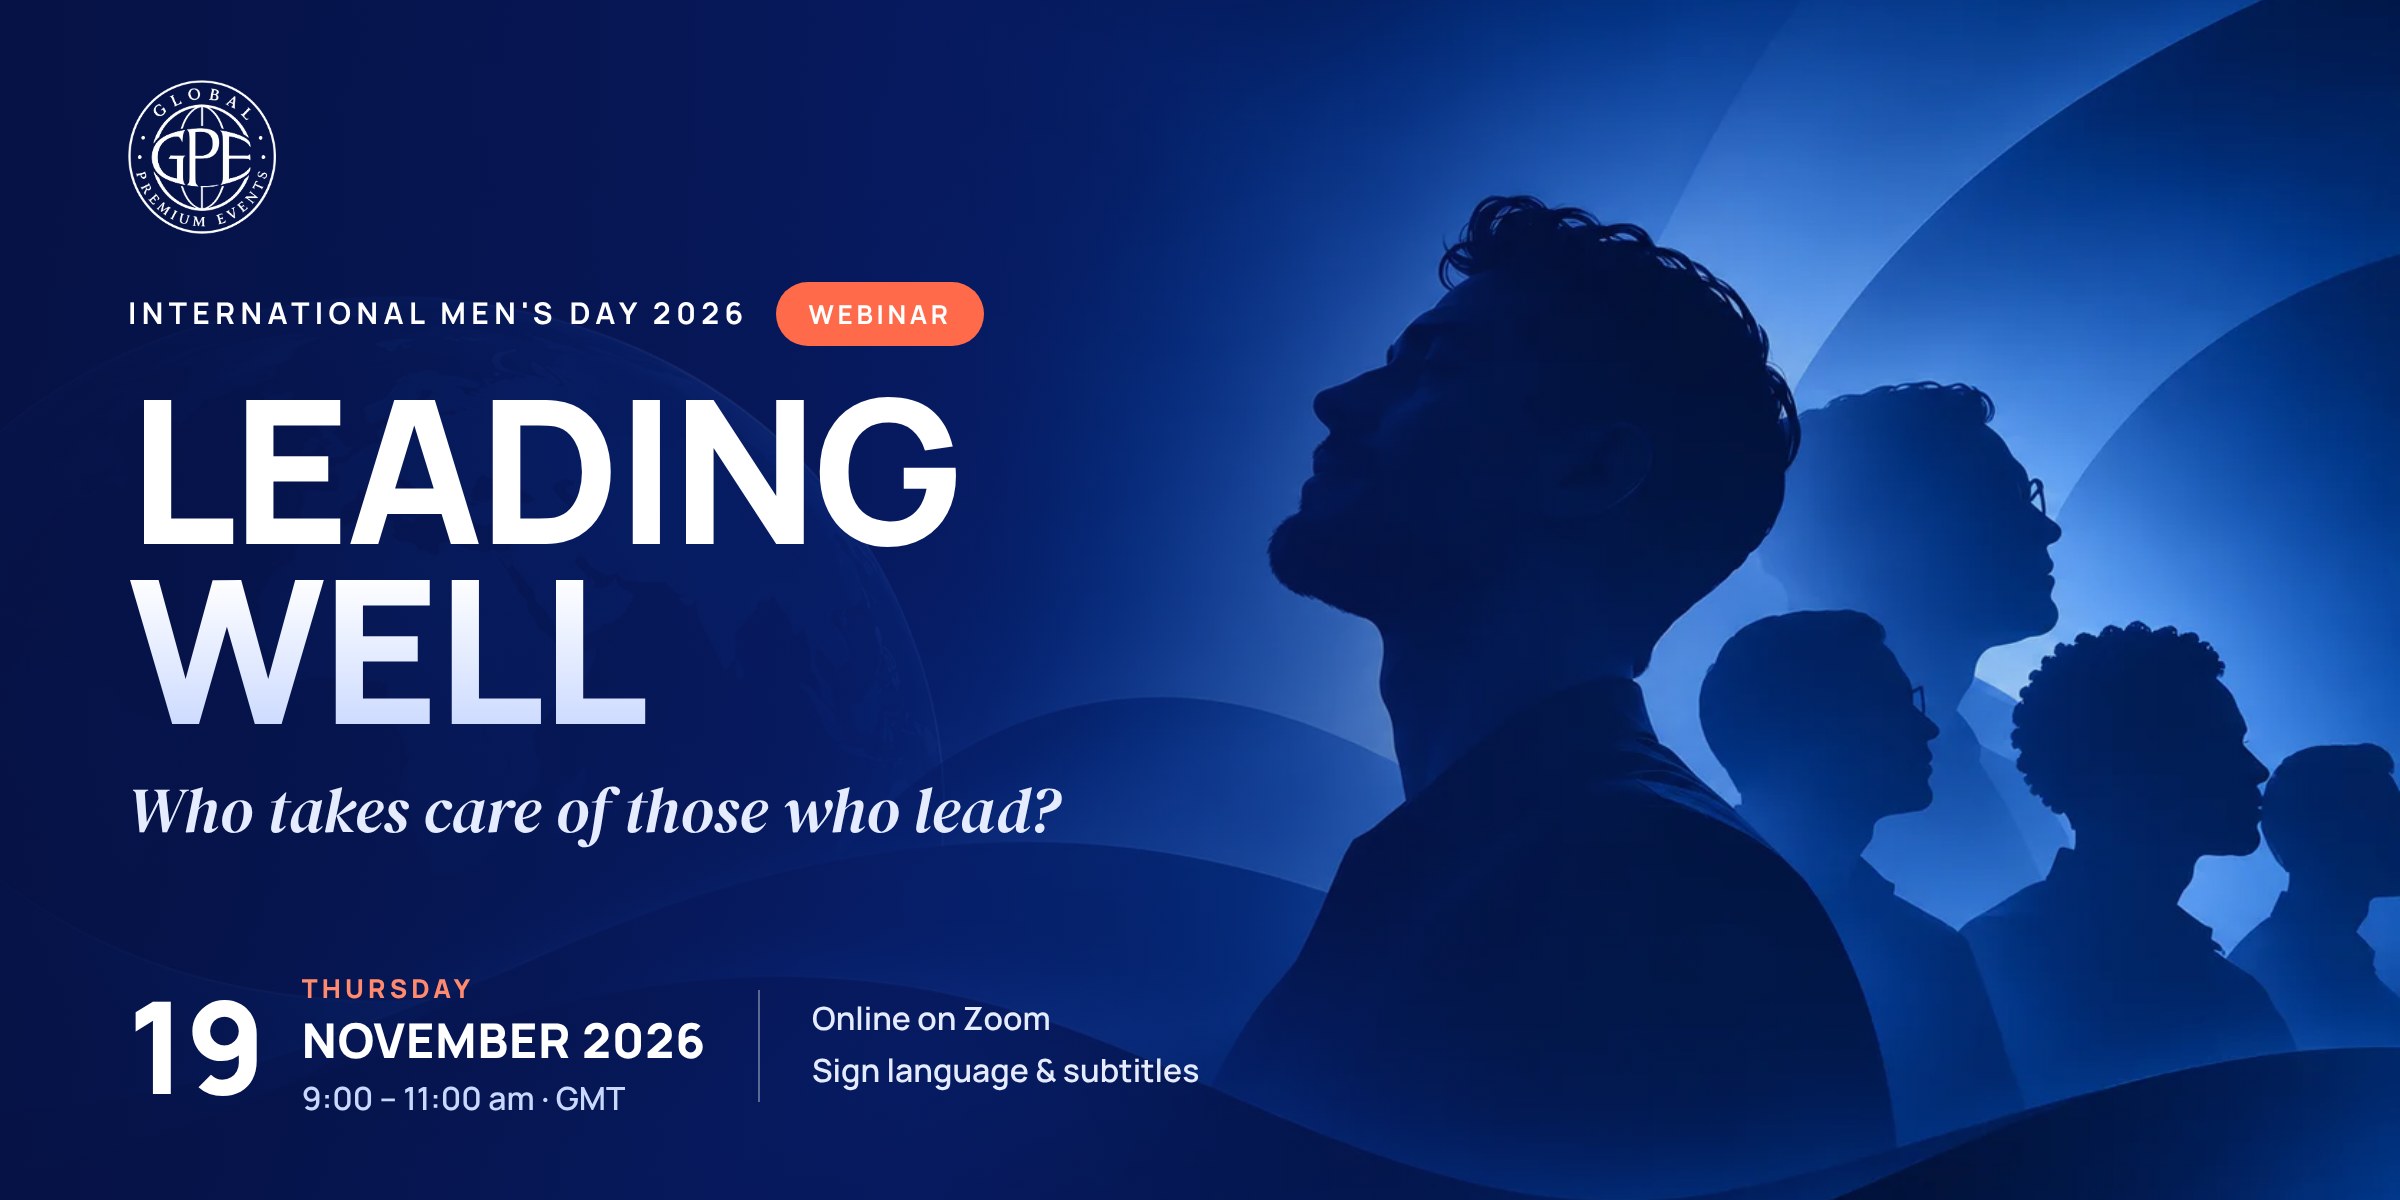 GLOBAL
GPE
PREMIUM EVENTS
INTERNATIONAL MEN'S DAY 2026
WEBINAR
LEADING
WELL
Who takes care of those who lead?
19
THURSDAY
NOVEMBER 2026
9:00 – 11:00 am · GMT
Online on Zoom
Sign language & subtitles